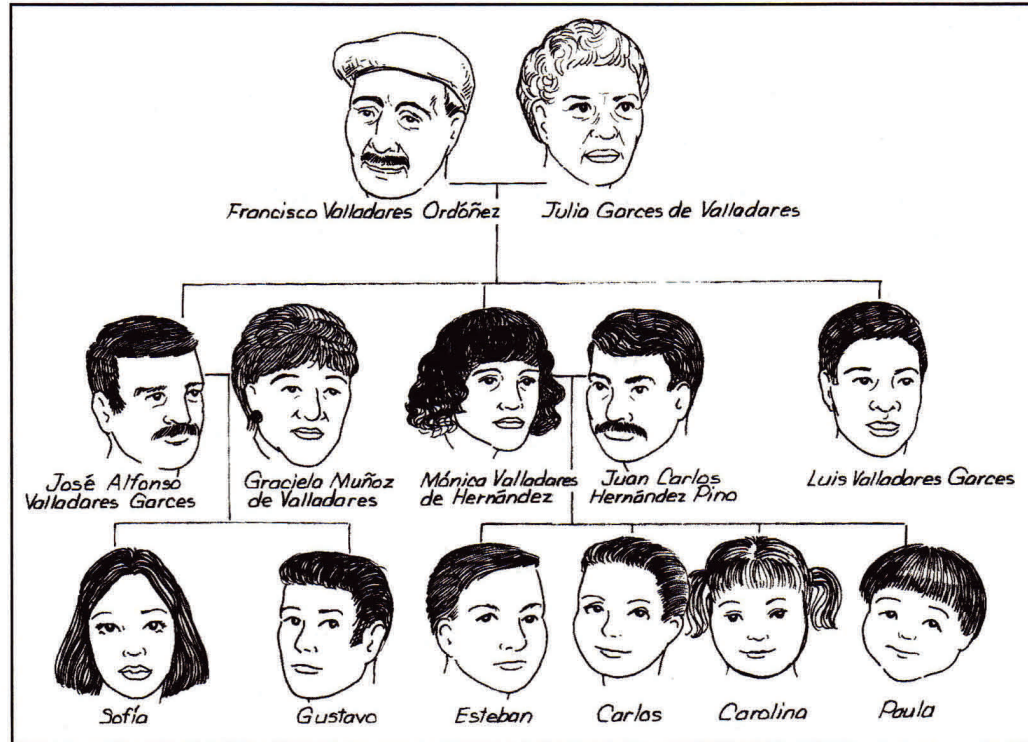 Francisco Valladares Ordóñez
Julia Garces de Valladares
José Alfonso
Valladares Garces
Graciela Muñoz
de Valladares
Mónica Valladares
de Hernández
Juan Carlos
Hernández Pino
Luis Valladares Garces
Sofía
Gustavo
Esteban
Carlos
Carolina
Paula